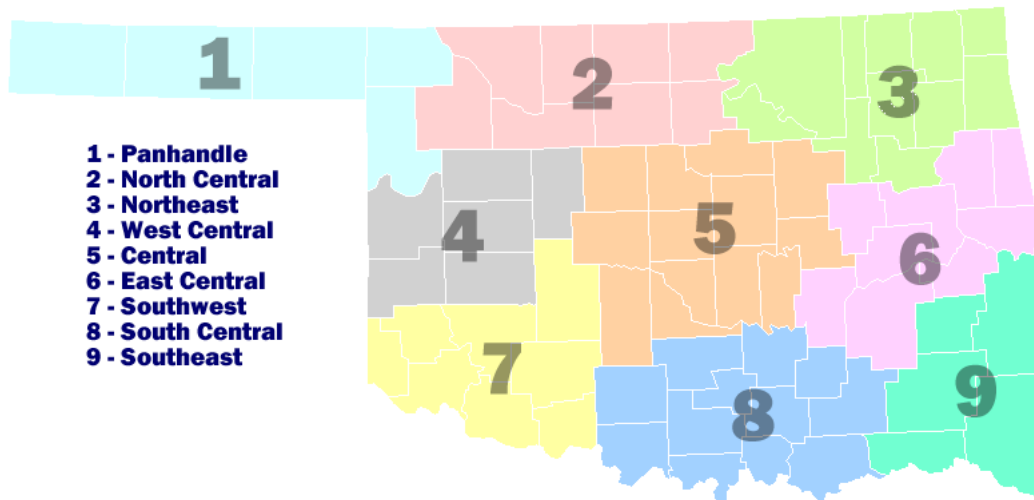 1
2
3
1 - Panhandle
2 - North Central
3 - Northeast
4 - West Central
5 - Central
6 - East Central
7 - Southwest
8 - South Central
9 - Southeast
4
5
6
7
8
9